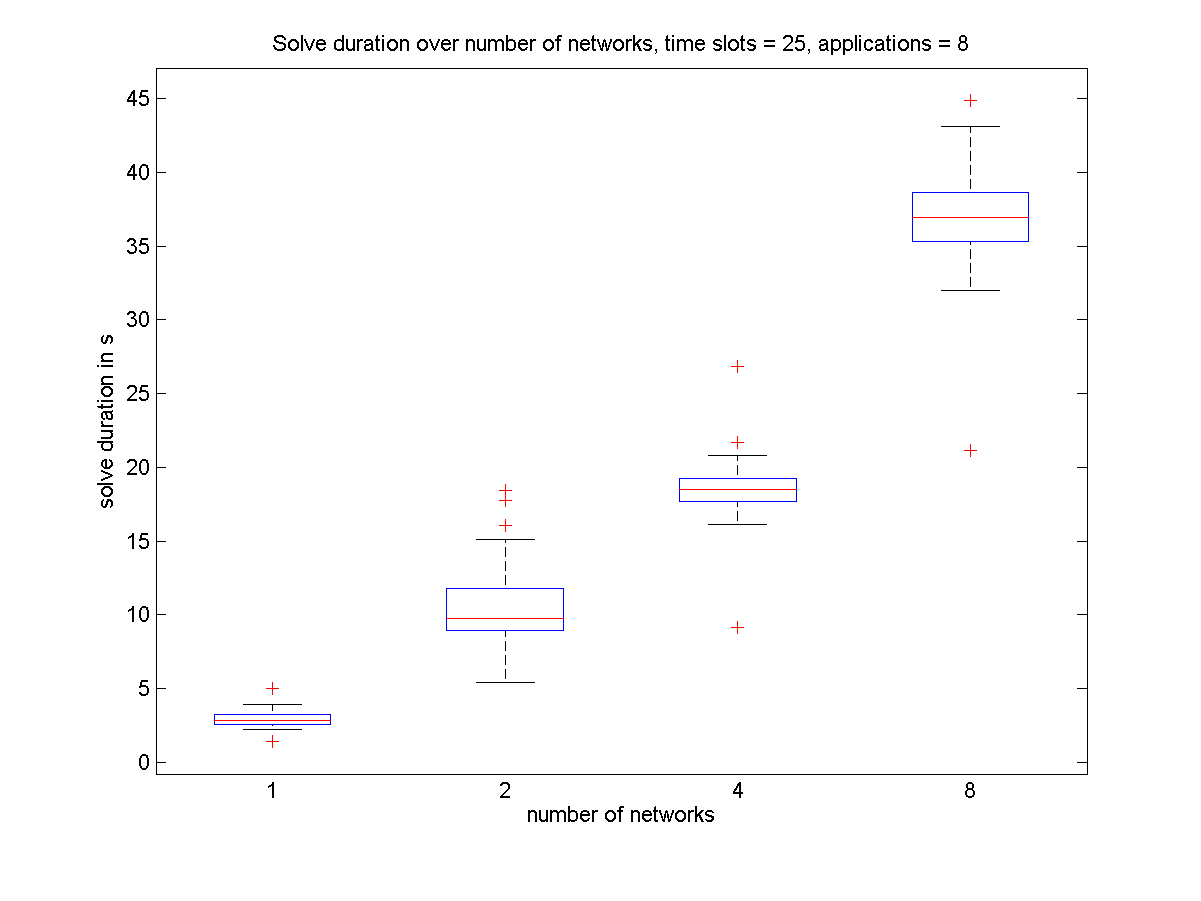 Solve duration over number of networks, time slots = 25, applications = 8
45
40
35
30
25
20
15
10
5
0
solve duration in s
1 2 4 8
number of networks